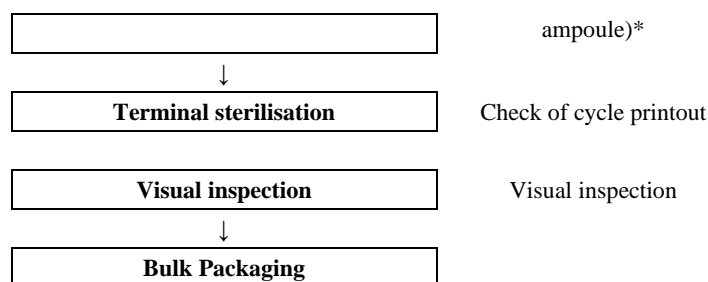 ampoule)*
↓
Terminal sterilisation Check of cycle printout
Visual inspection Visual inspection
↓
Bulk Packaging